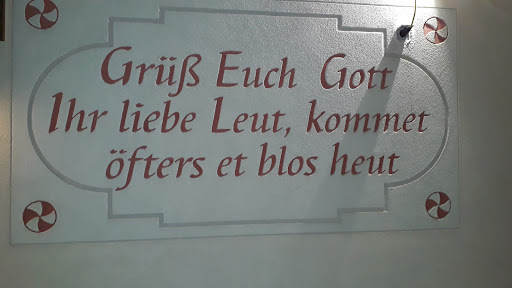 Grüß Euch Gott
Ihr liebe Leut, kommet
öfters et blos heut